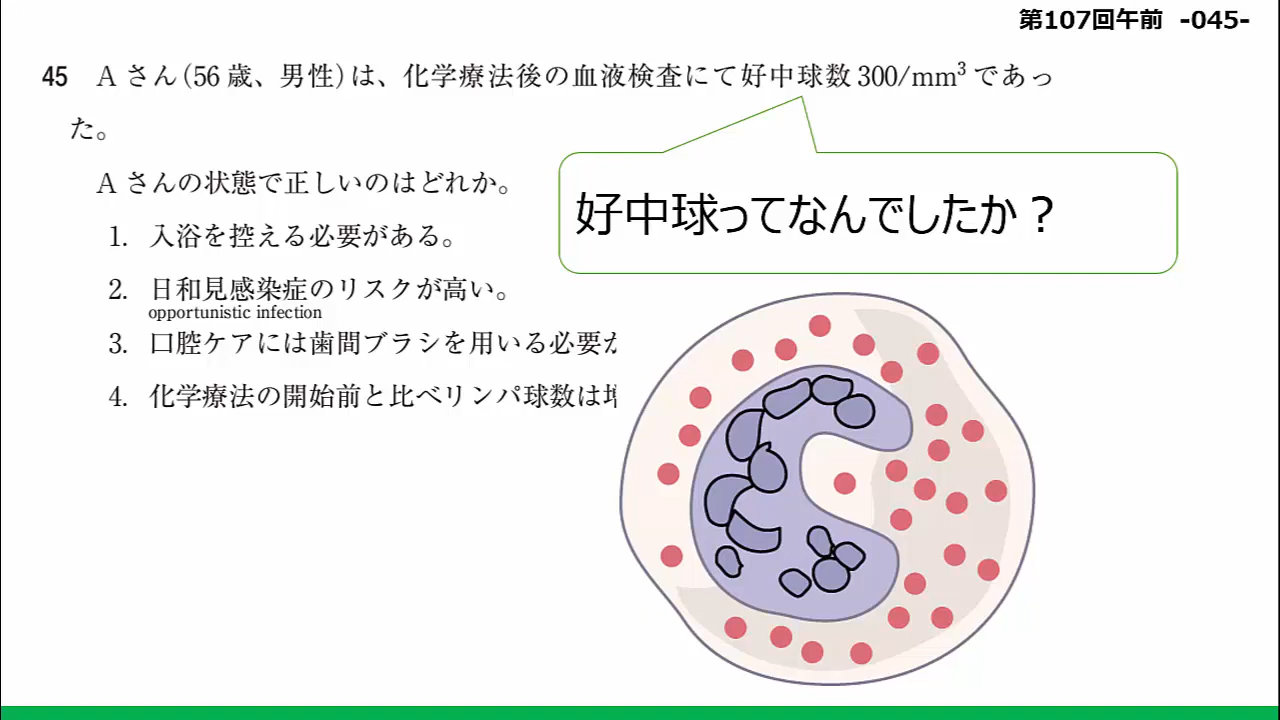 第107回午前 -045-
45 Aさん(56歳、男性)は、化学療法後の血液検査にて好中球数300/mm³であっ
た。
Aさんの状態で正しいのはどれか。
1. 入浴を控える必要がある。
好中球ってなんでしたか？
2. 日和見感染症のリスクが高い。
opportunistic infection
3. 口腔ケアには歯間ブラシを用いる必要
4. 化学療法の開始前と比べリンパ球数は